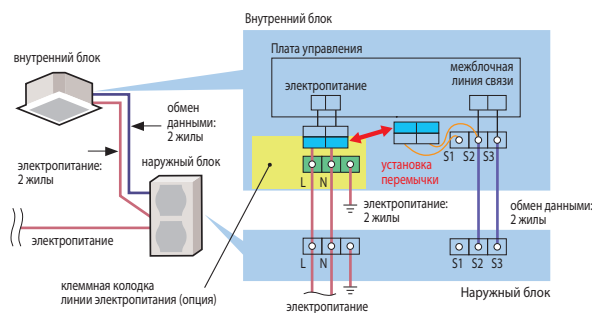 Внутренний блок
Плата управления
внутренний блок
электропитание
межблочная
линия связи
обмен
данными:
2 жилы
S1 S2 S3
электропитание:
2 жилы
наружный блок
установка
перемычки
L N
электропитание:
2 жилы
обмен данными:
2 жилы
электропитание
L N
S1 S2 S3
клеммная колодка
линии электропитания (опция)
Наружный блок
электропитание